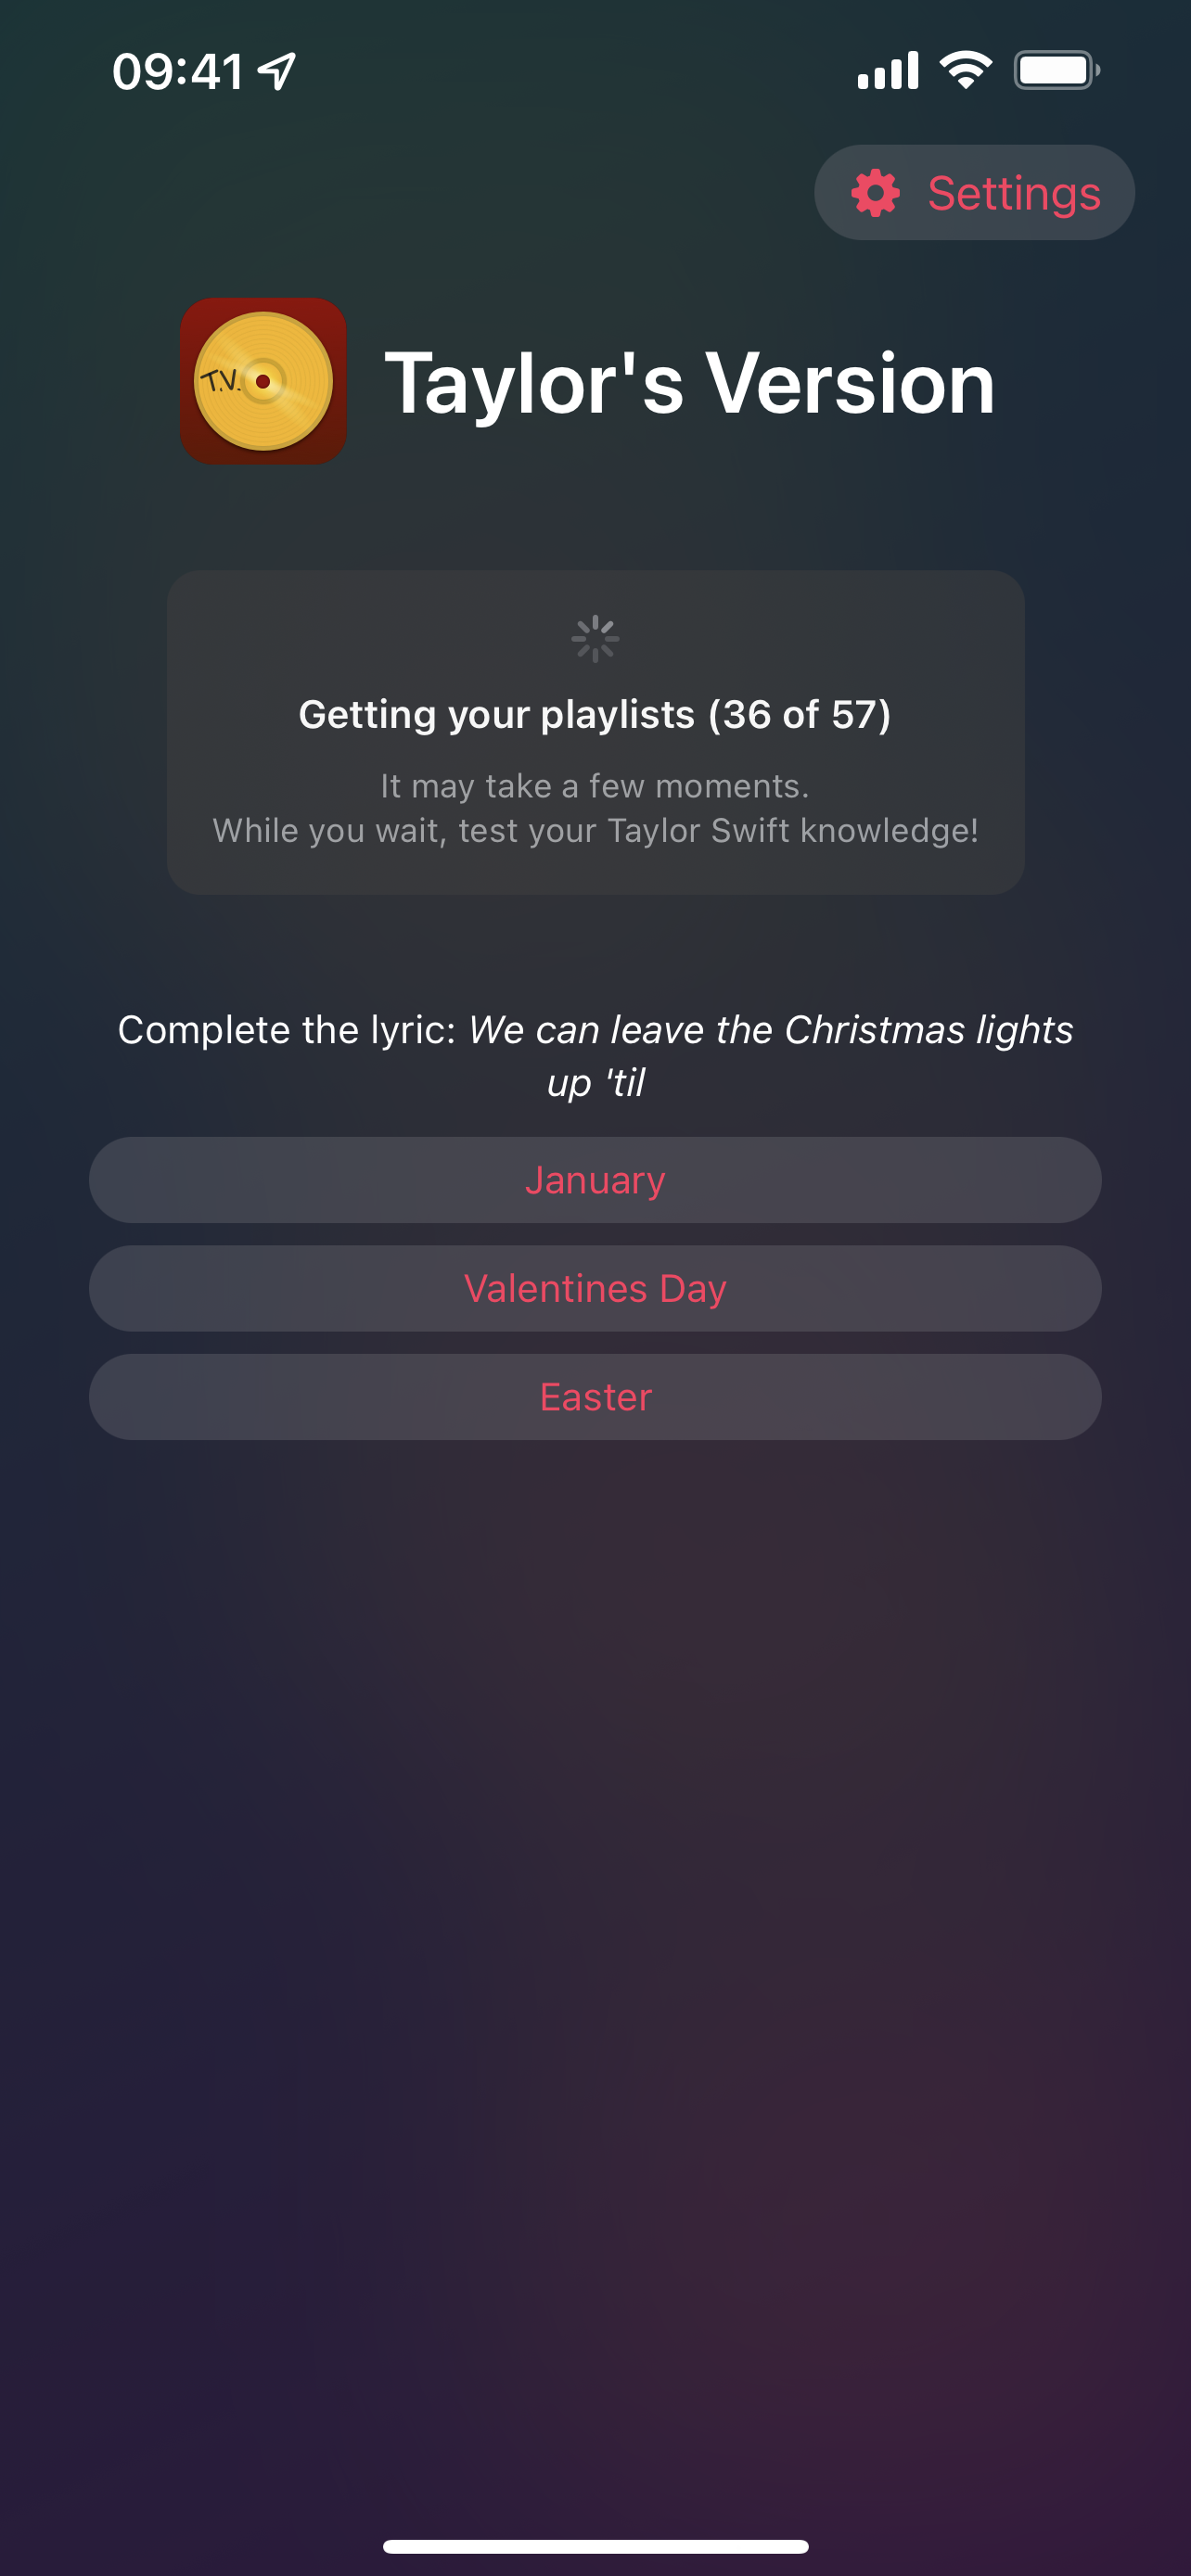 09:41
Settings
T.V.
Taylor's Version
Getting your playlists (36 of 57)
It may take a few moments.
While you wait, test your Taylor Swift knowledge!
Complete the lyric: We can leave the Christmas lights
up 'til
January
Valentines Day
Easter